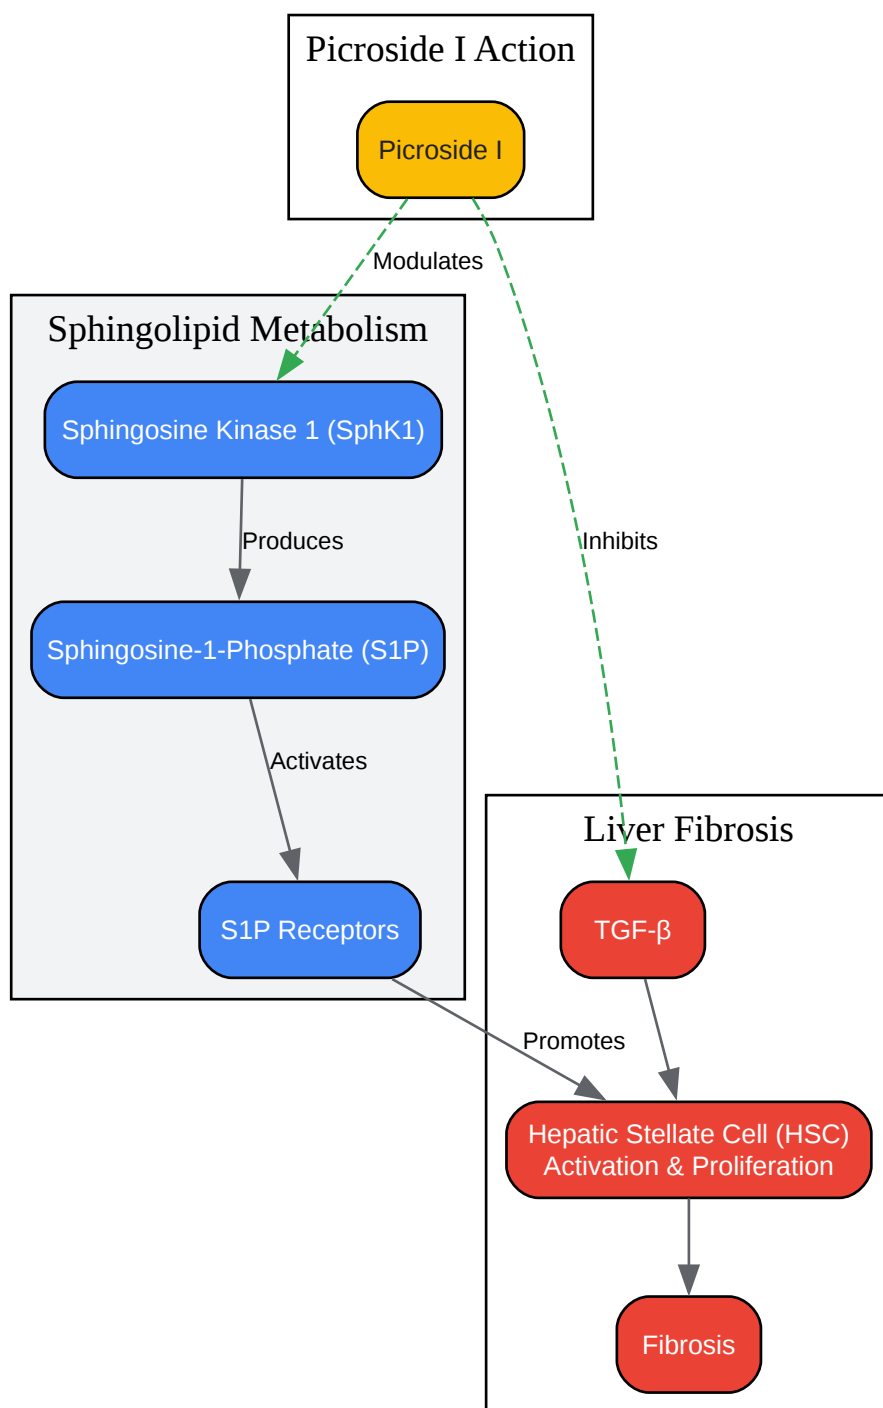 Picroside I Action
Picroside I
Modulates
Sphingolipid Metabolism
Sphingosine Kinase 1 (SphK1)
Produces
Inhibits
Sphingosine-1-Phosphate (S1P)
Activates
Liver Fibrosis
S1P Receptors
TGF-β
Promotes
Hepatic Stellate Cell (HSC)
Activation & Proliferation
Fibrosis